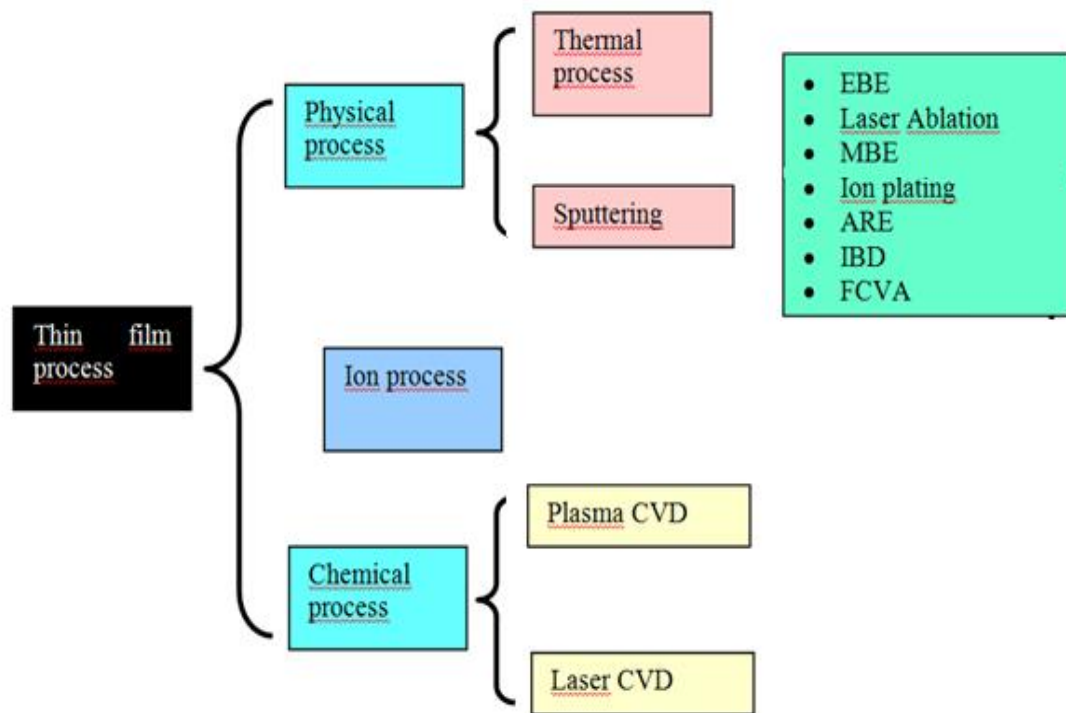 Thin film
process
Physical
process
Thermal
process
Sputtering
• EBE
• Laser Ablation
• MBE
• Ion plating
• ARE
• IBD
• FCVA
Ion process
Chemical
process
Plasma CVD
Laser CVD